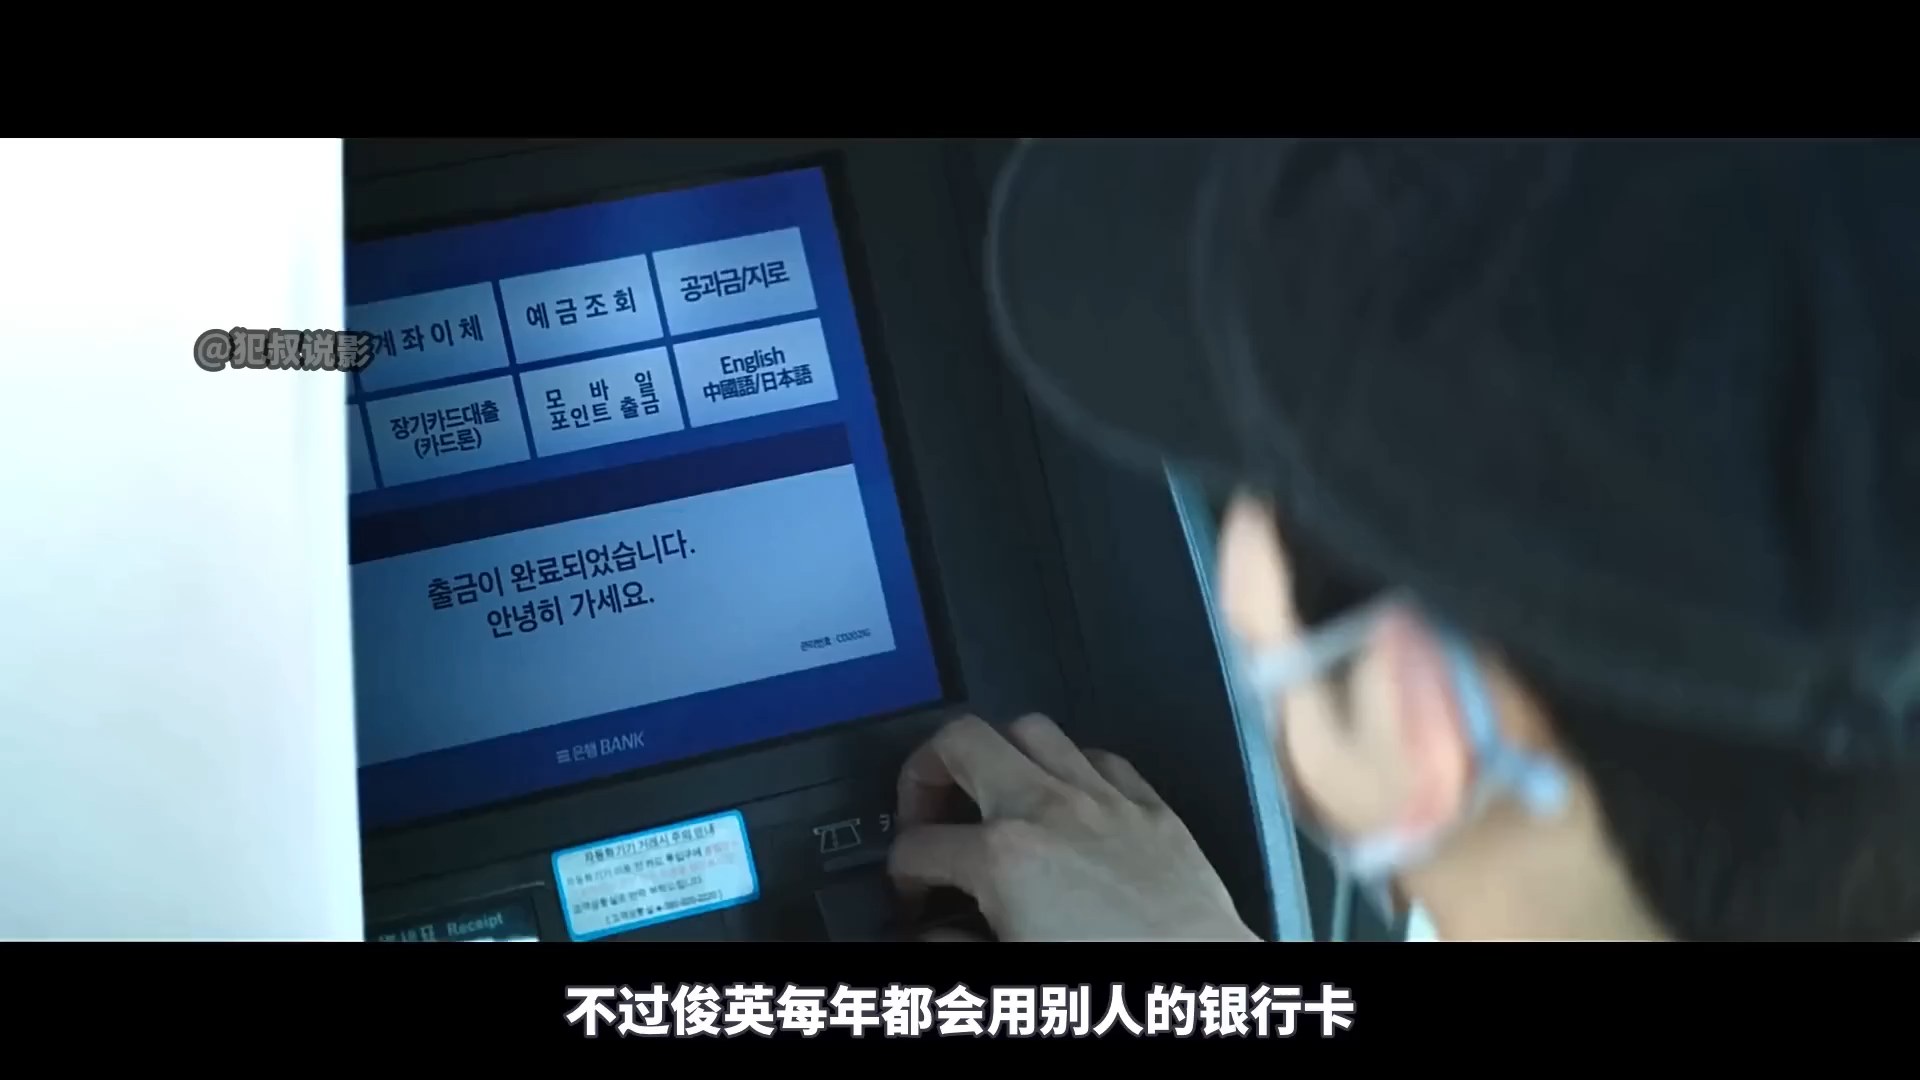 공과금/지로
예금조회
계좌이체
@犯叔说影
English
中國語/日本語
모바일
포인트 출금
장기카드대출
(카드론)
출금이 완료되었습니다.
안녕히 가세요.
은행 BANK
Receipt
不过俊英每年都会用别人的银行卡